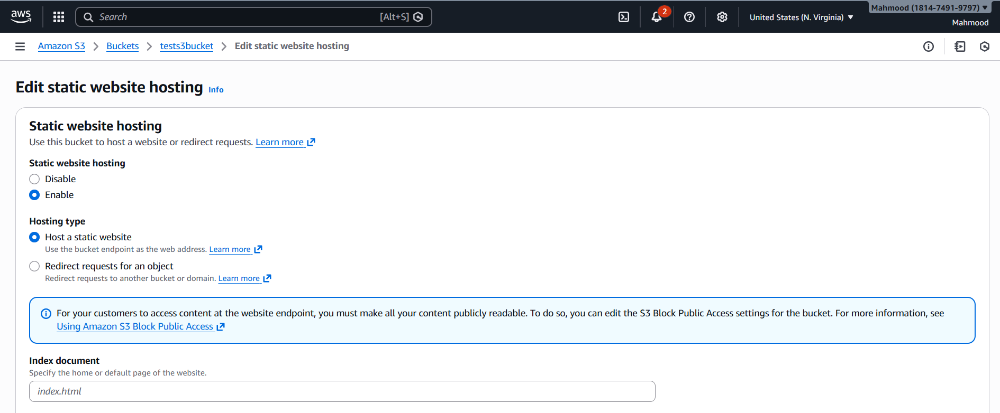 aws
Search [Alt+S]
2
United States (N. Virginia) ▼
Mahmood (1814-7491-9797) ▼
Mahmood
Amazon S3 > Buckets > tests3bucket > Edit static website hosting
Edit static website hosting Info
Static website hosting
Use this bucket to host a website or redirect requests. Learn more
Static website hosting
Disable
Enable
Hosting type
Host a static website
Use the bucket endpoint as the web address. Learn more
Redirect requests for an object
Redirect requests to another bucket or domain. Learn more
For your customers to access content at the website endpoint, you must make all your content publicly readable. To do so, you can edit the S3 Block Public Access settings for the bucket. For more information, see
Using Amazon S3 Block Public Access
Index document
Specify the home or default page of the website.
index.html